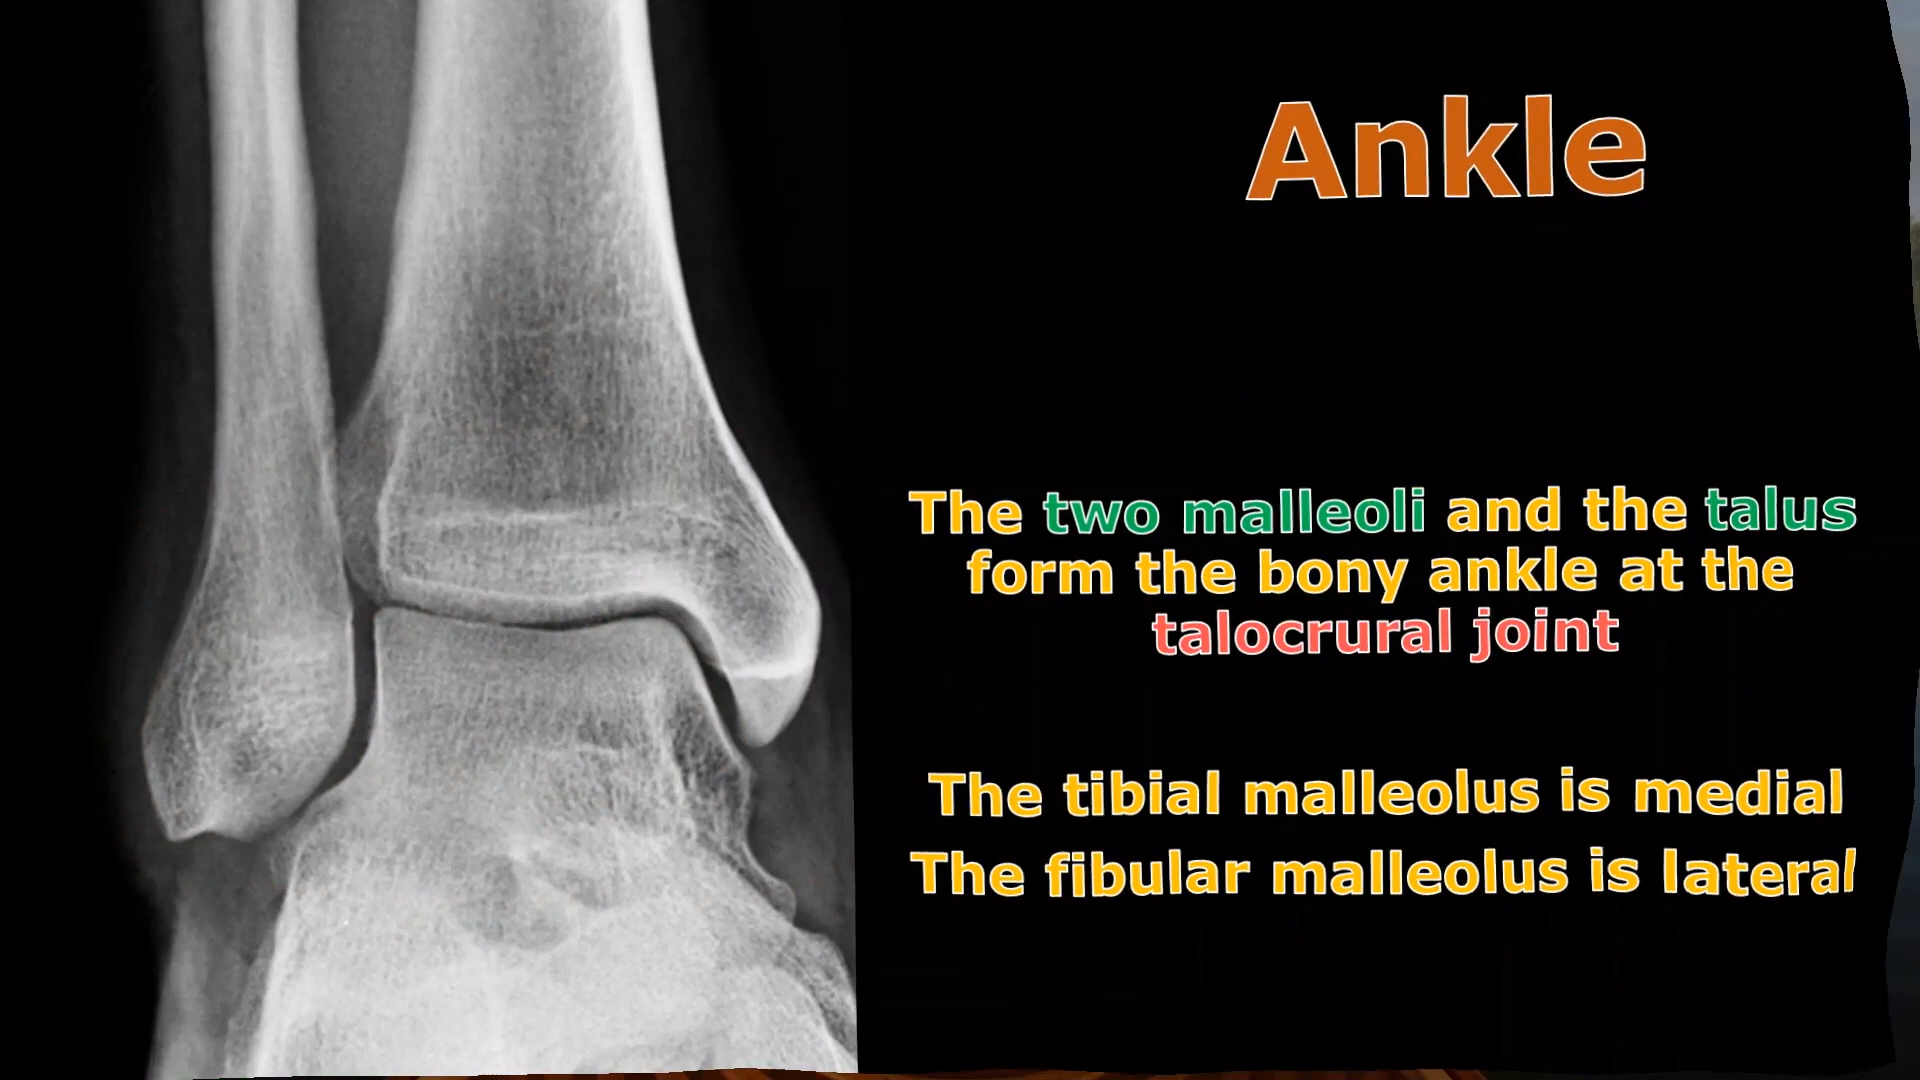 Ankle
The two malleoli and the talus
form the bony ankle at the
talocrural joint
The tibial malleolus is medial
The fibular malleolus is lateral